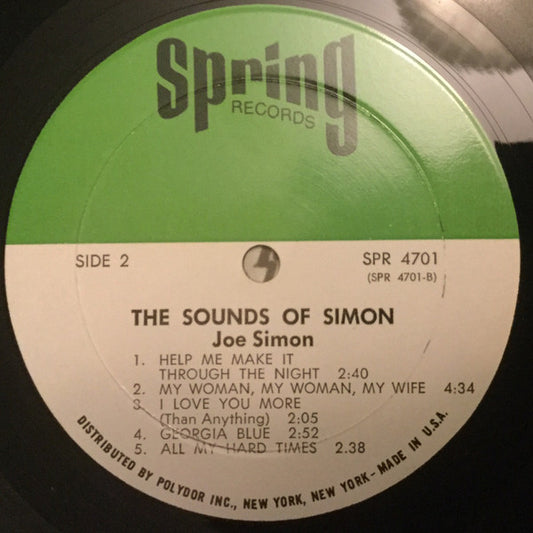 Spring
RECORDS
SIDE 2
SPR 4701
(SPR 4701-B)
THE SOUNDS OF SIMON
Joe Simon
1. HELP ME MAKE IT
THROUGH THE NIGHT 2:40
2. MY WOMAN, MY WOMAN, MY WIFE 4:34
3. I LOVE YOU MORE
(Than Anything) 2:05
4. GEORGIA BLUE 2:52
5. ALL MY HARD TIMES 2.38
DISTRIBUTED BY POLYDOR INC., NEW YORK, NEW YORK - MADE IN U.S.A.